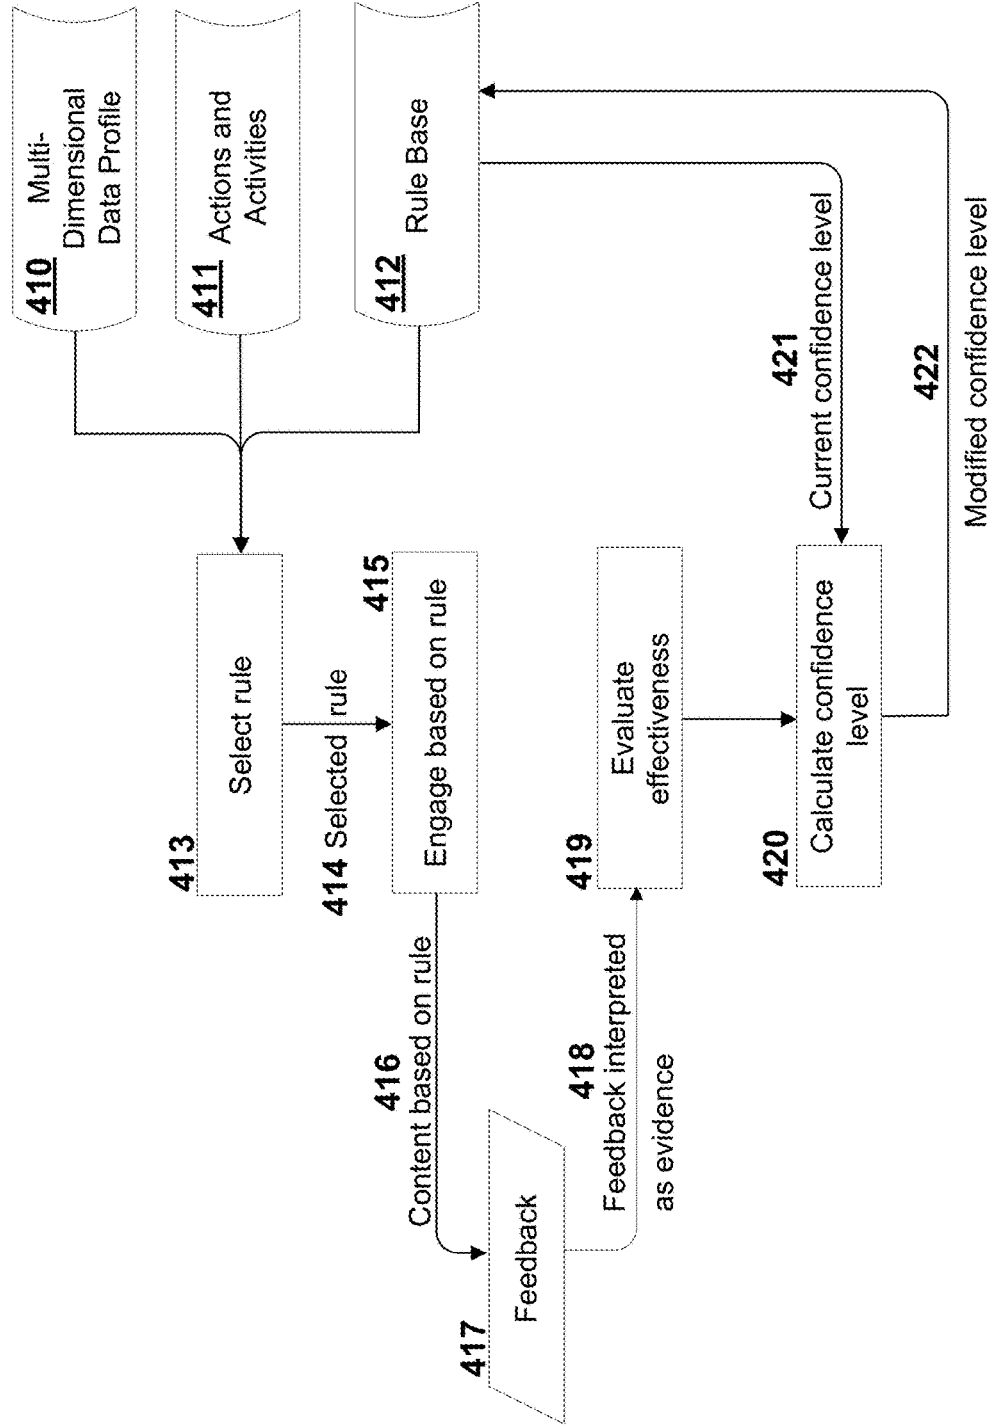 410
Multi-
Dimensional
Data Profile
411
Actions and
Activities
412
Rule Base
413
Select rule
414 Selected rule
415
Engage based on rule
416
Content based on rule
417
Feedback
418
Feedback interpreted
as evidence
419
Evaluate
effectiveness
420
Calculate confidence
level
421
Current confidence level
422
Modified confidence level